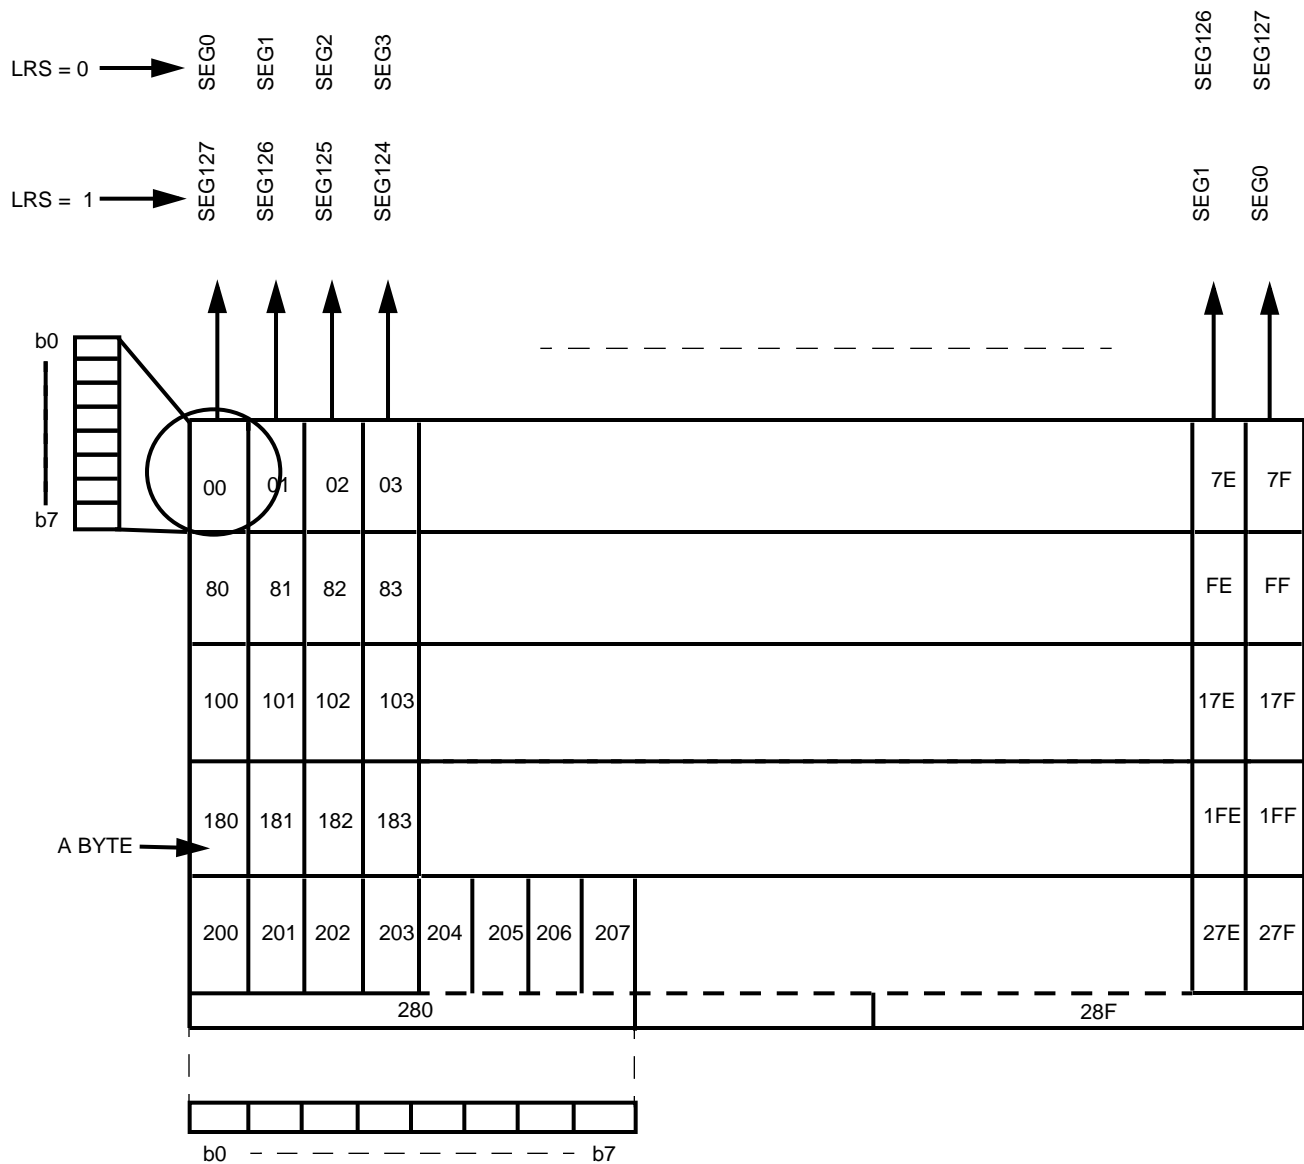 LRS = 0 SEG0 SEG1 SEG2 SEG3 SEG126 SEG127
LRS = 1 SEG127 SEG126 SEG125 SEG124 SEG1 SEG0
b0
b7
00 01 02 03 7E 7F
80 81 82 83 FE FF
100 101 102 103 17E 17F
180 181 182 183 1FE 1FF
A BYTE
200 201 202 203 204 205 206 207 27E 27F
280 28F
b0 b7